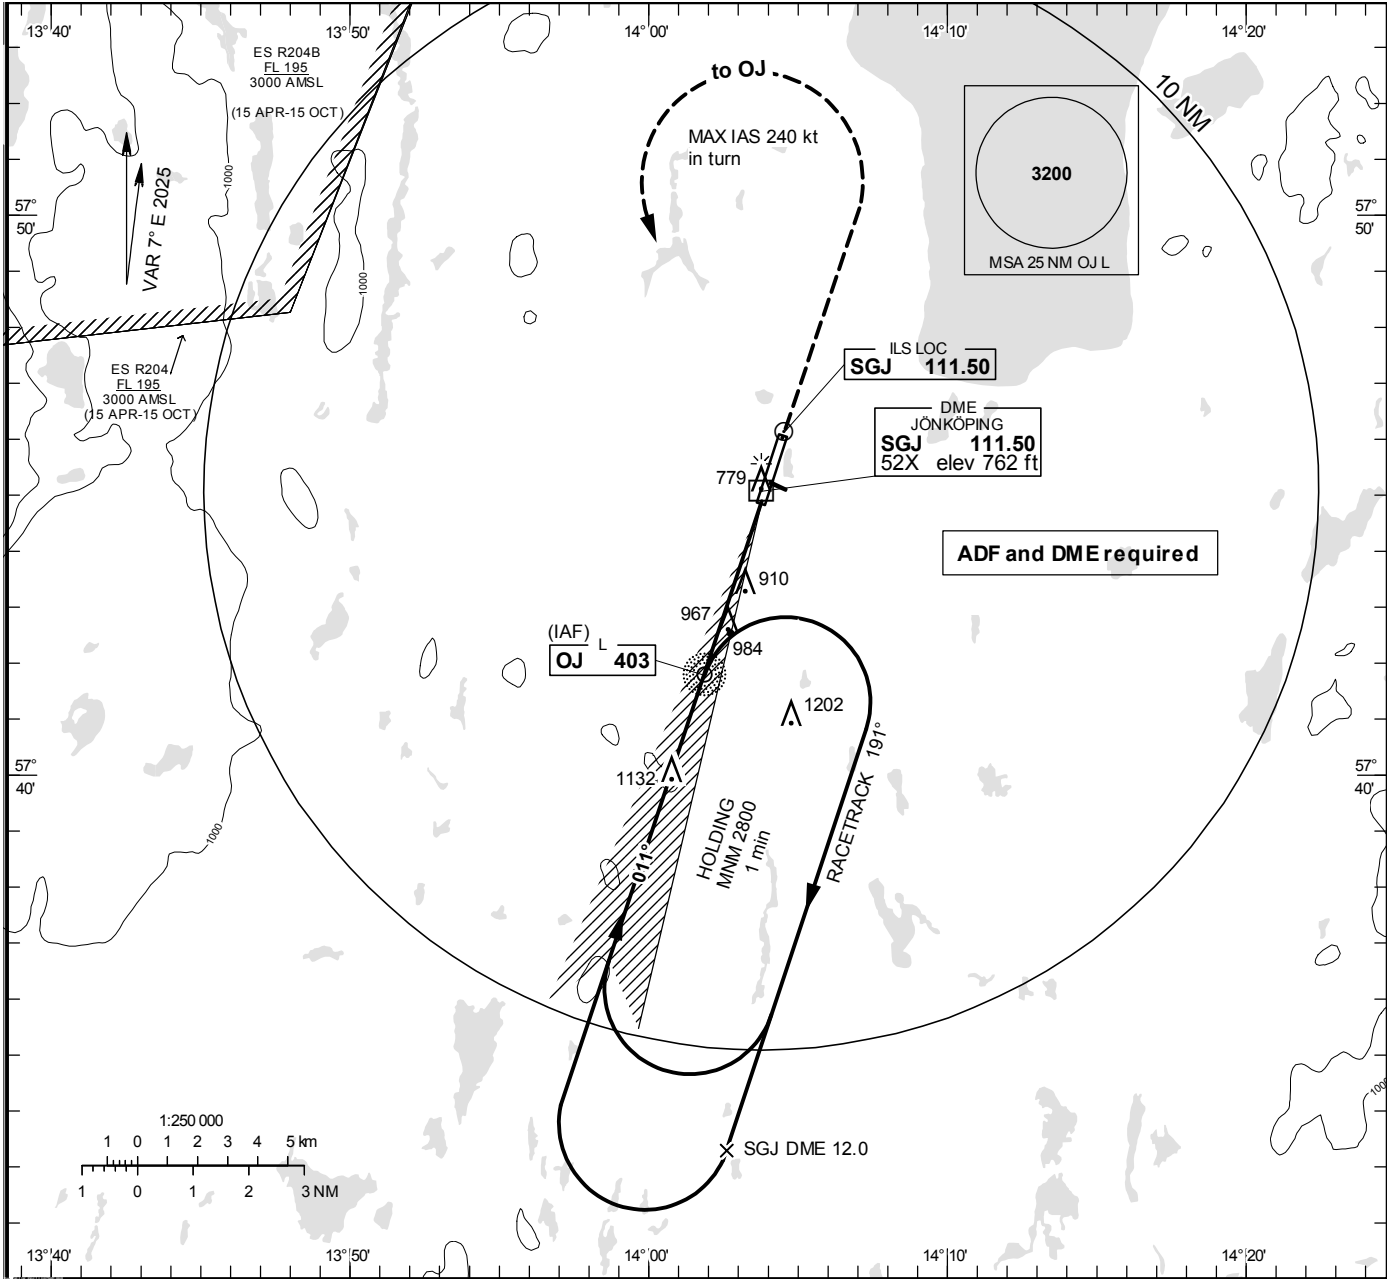 13°40' 13°50' 14°00' 14°10' 14°20'
ES R204B
FL 195
3000 AMSL
(15 APR-15 OCT)
to OJ
10 NM
MAX IAS 240 kt
in turn
3200
MSA 25 NM OJ L
1000
VAR 7° E 2025
57°
50'
57°
50'
1000
ES R204
FL 195
3000 AMSL
(15 APR-15 OCT)
ILS LOC
SGJ 111.50
DME
JÖNKÖPING
SGJ 111.50
52X elev 762 ft
779
ADF and DME required
910
967
984
(IAF)
L
OJ 403
1202
1132
57°
40'
57°
40'
RACETRACK 191°
HOLDING
MNM 2800
1 min
011°
1000
1000
1:250 000
1 0 1 2 3 4 5 km
1 0 1 2 3 NM
SGJ DME 12.0
13°40' 13°50' 14°00' 14°10' 14°20'